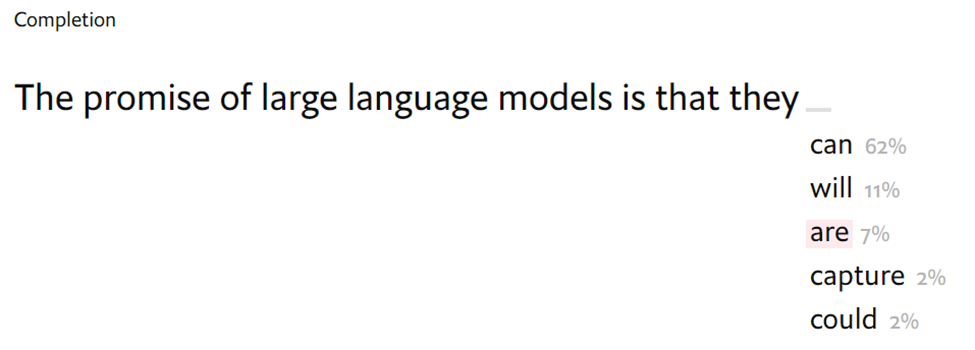 Completion
The promise of large language models is that they _
can 62%
will 11%
are 7%
capture 2%
could 2%